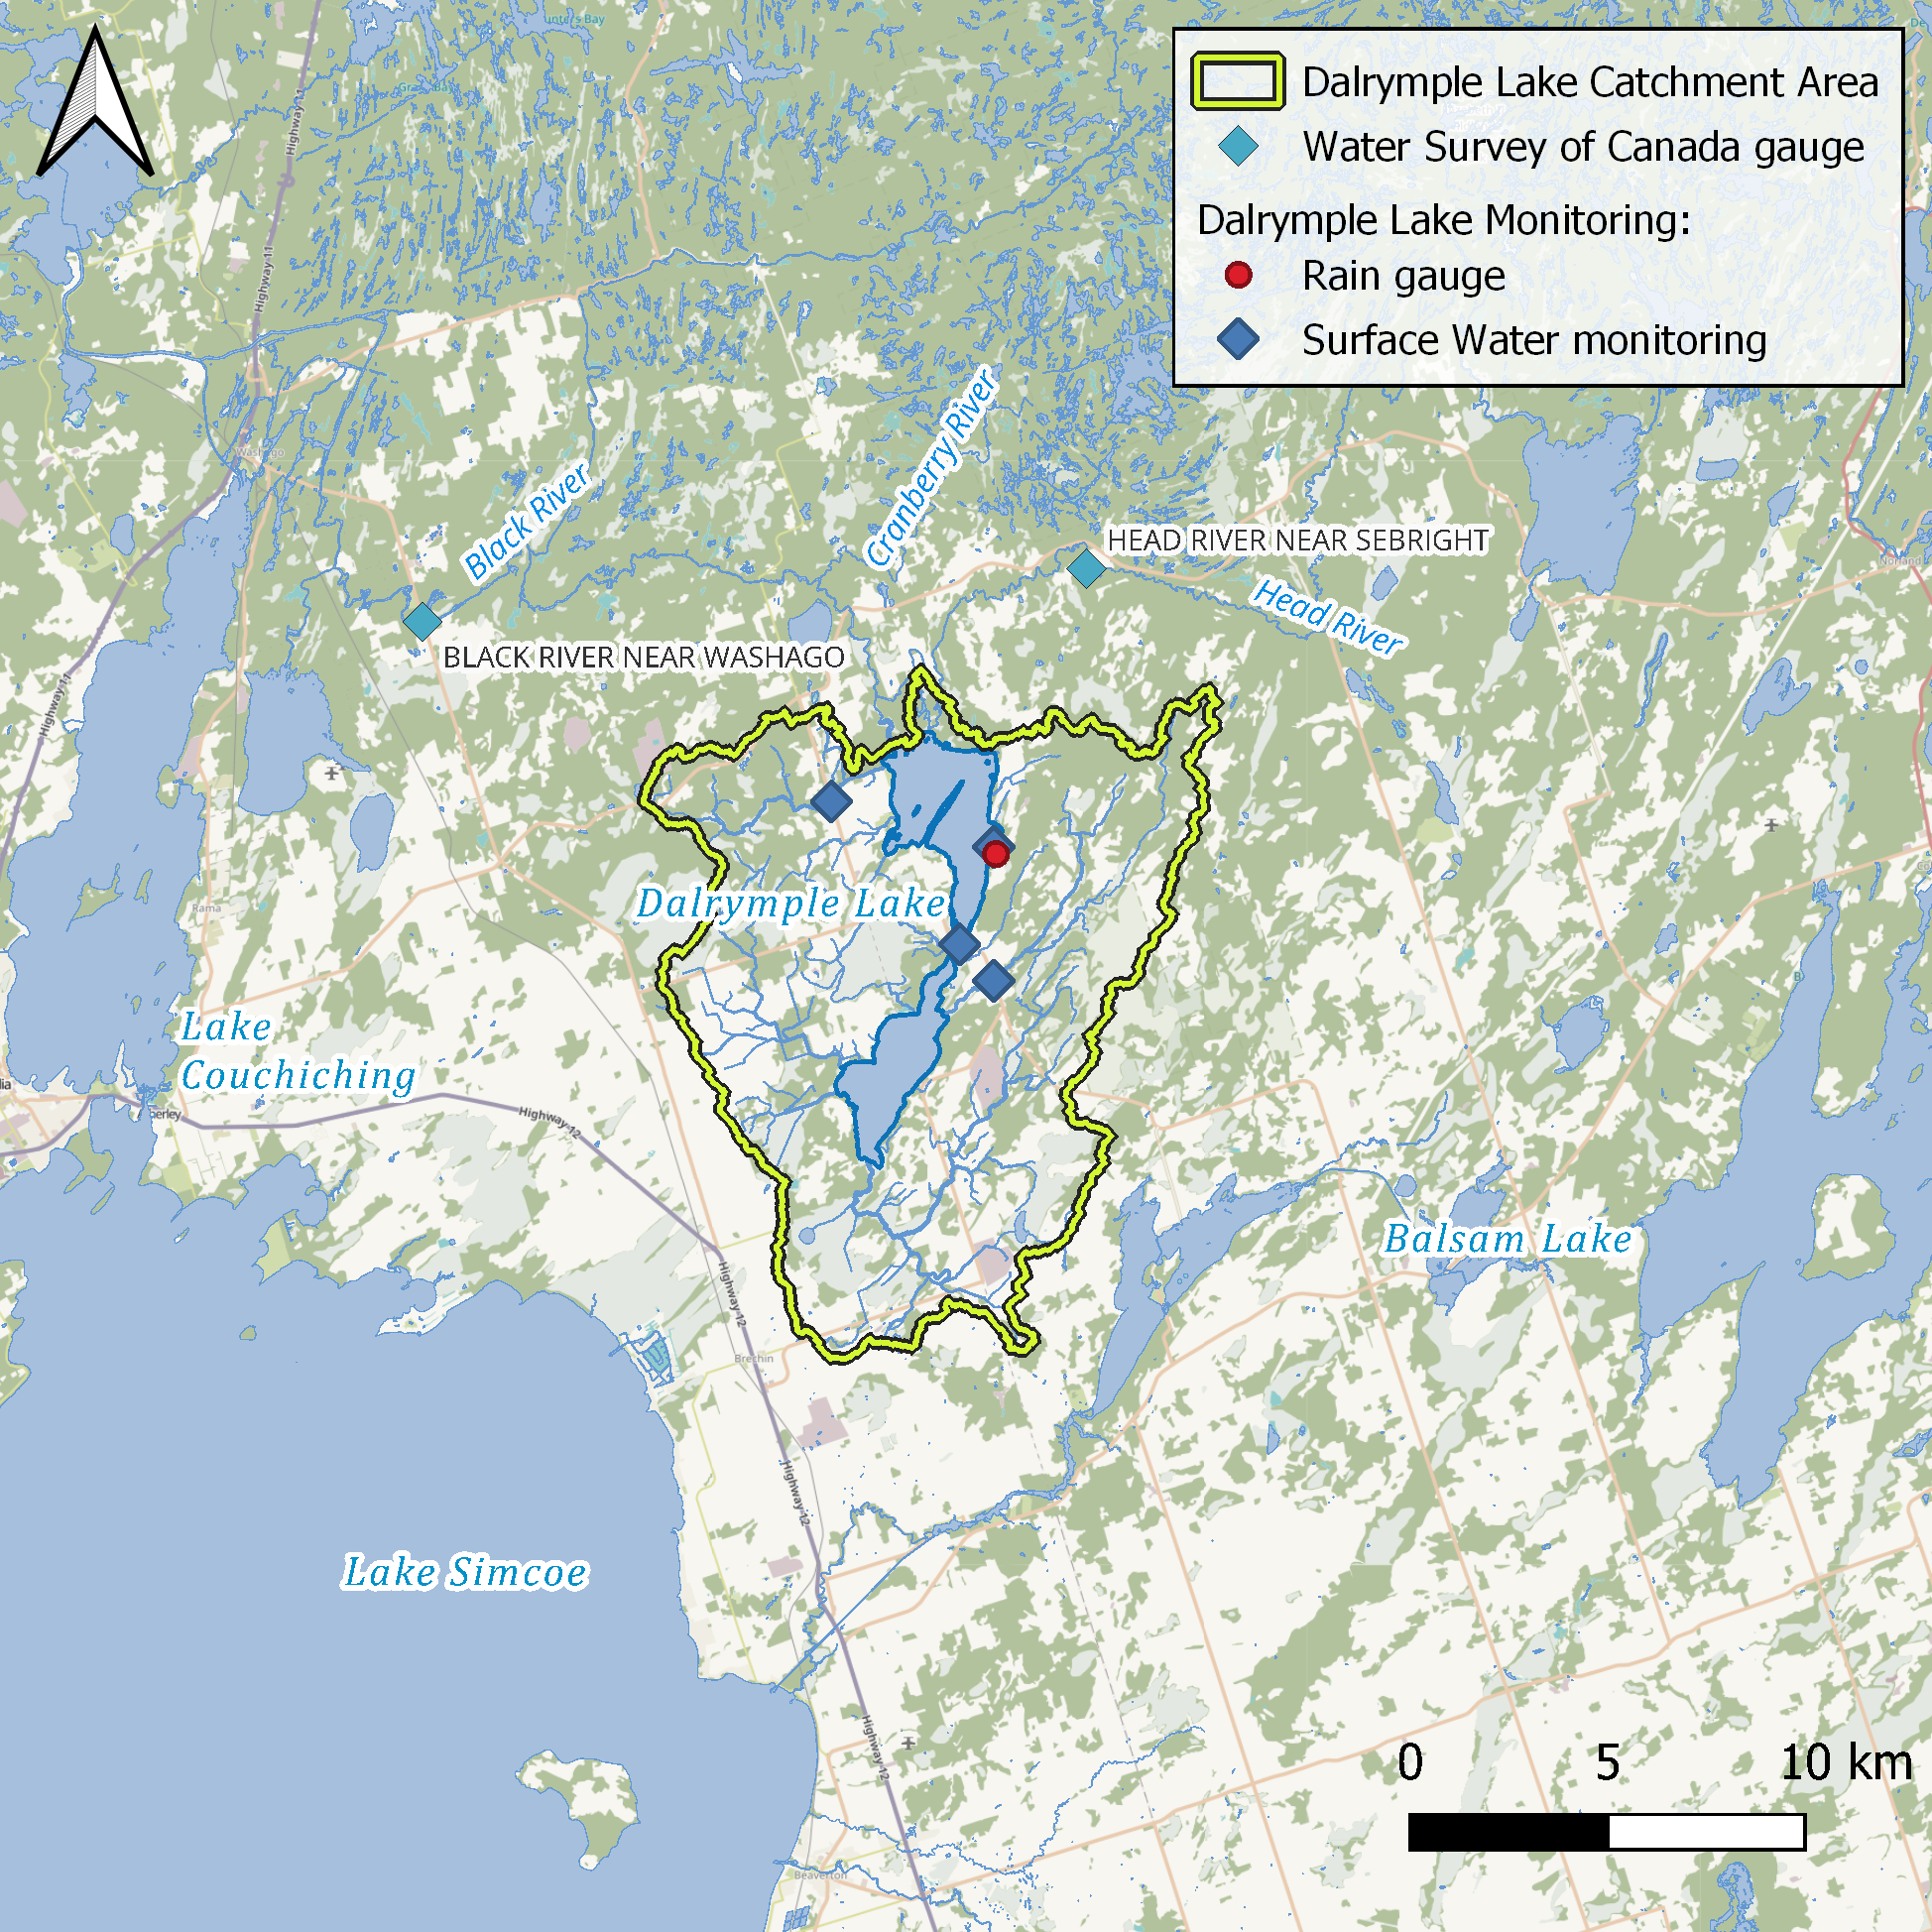 Dalrymple Lake Catchment Area
Water Survey of Canada gauge
Dalrymple Lake Monitoring:
Rain gauge
Surface Water monitoring
Highway 11
Highway 11
Washago
Black River
Cranberry River
HEAD RIVER NEAR SEBRIGHT
Head River
Norland
BLACK RIVER NEAR WASHAGO
Highway 11
Rama
Dalrymple Lake
Lake
Couchiching
Highway 12
Balsam Lake
Highway 12
Brechin
Highway 12
Lake Simcoe
Highway 12
Beaverton
0 5 10 km